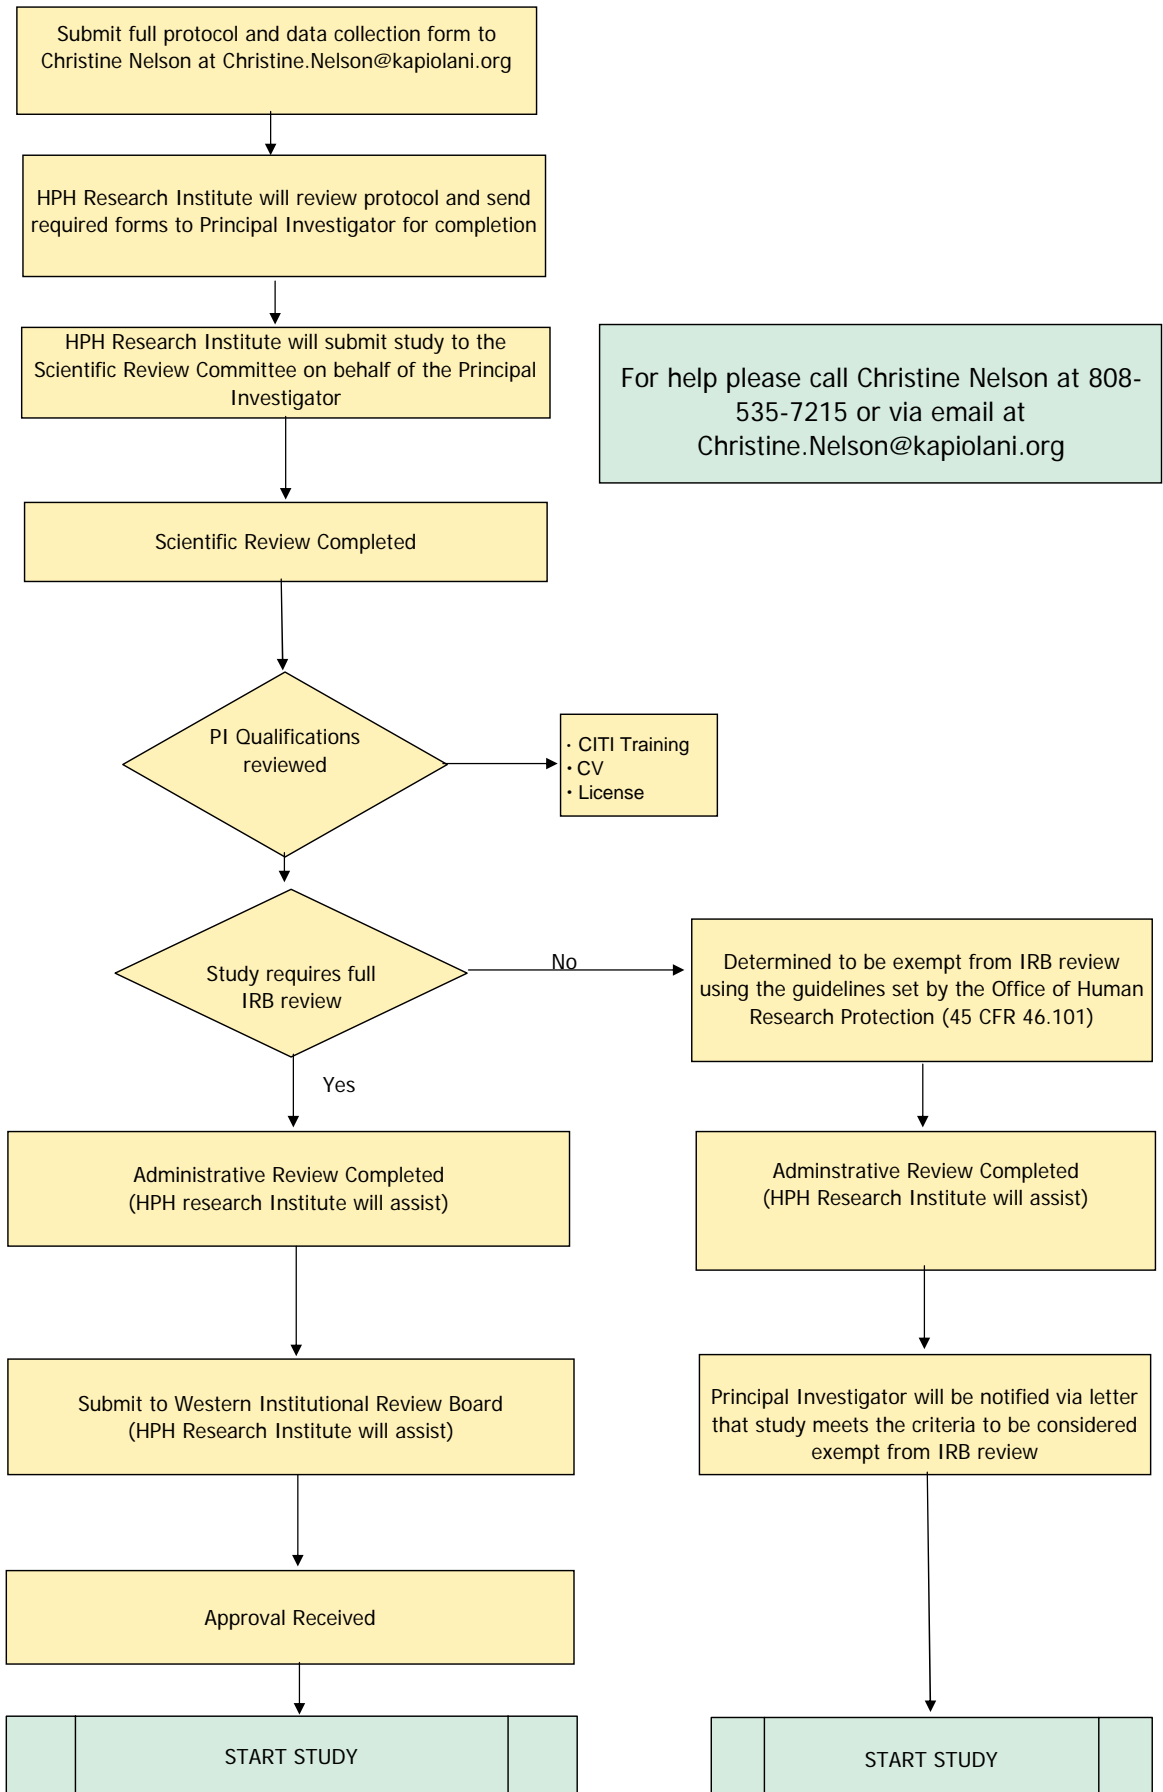 Submit full protocol and data collection form to
Christine Nelson at Christine.Nelson@kapiolani.org
HPH Research Institute will review protocol and send
required forms to Principal Investigator for completion
HPH Research Institute will submit study to the
Scientific Review Committee on behalf of the Principal
Investigator
For help please call Christine Nelson at 808-
535-7215 or via email at
Christine.Nelson@kapiolani.org
Scientific Review Completed
PI Qualifications
reviewed
· CITI Training
· CV
· License
Study requires full
IRB review
No
Determined to be exempt from IRB review
using the guidelines set by the Office of Human
Research Protection (45 CFR 46.101)
Yes
Administrative Review Completed
(HPH research Institute will assist)
Adminstrative Review Completed
(HPH Research Institute will assist)
Submit to Western Institutional Review Board
(HPH Research Institute will assist)
Principal Investigator will be notified via letter
that study meets the criteria to be considered
exempt from IRB review
Approval Received
START STUDY
START STUDY